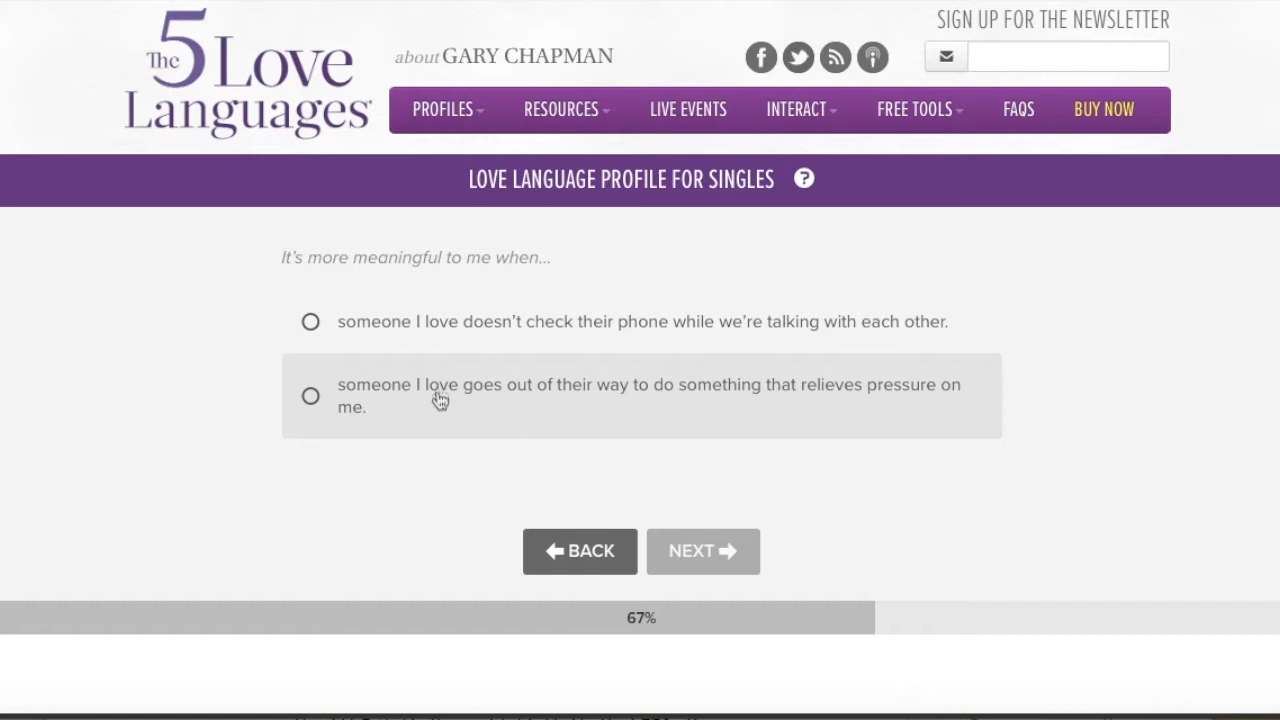 The 5 Love
Languages
about GARY CHAPMAN
SIGN UP FOR THE NEWSLETTER
PROFILES RESOURCES LIVE EVENTS INTERACT FREE TOOLS FAQS BUY NOW
LOVE LANGUAGE PROFILE FOR SINGLES ?
It's more meaningful to me when...
someone I love doesn't check their phone while we're talking with each other.
someone I love goes out of their way to do something that relieves pressure on
me.
BACK NEXT
67%